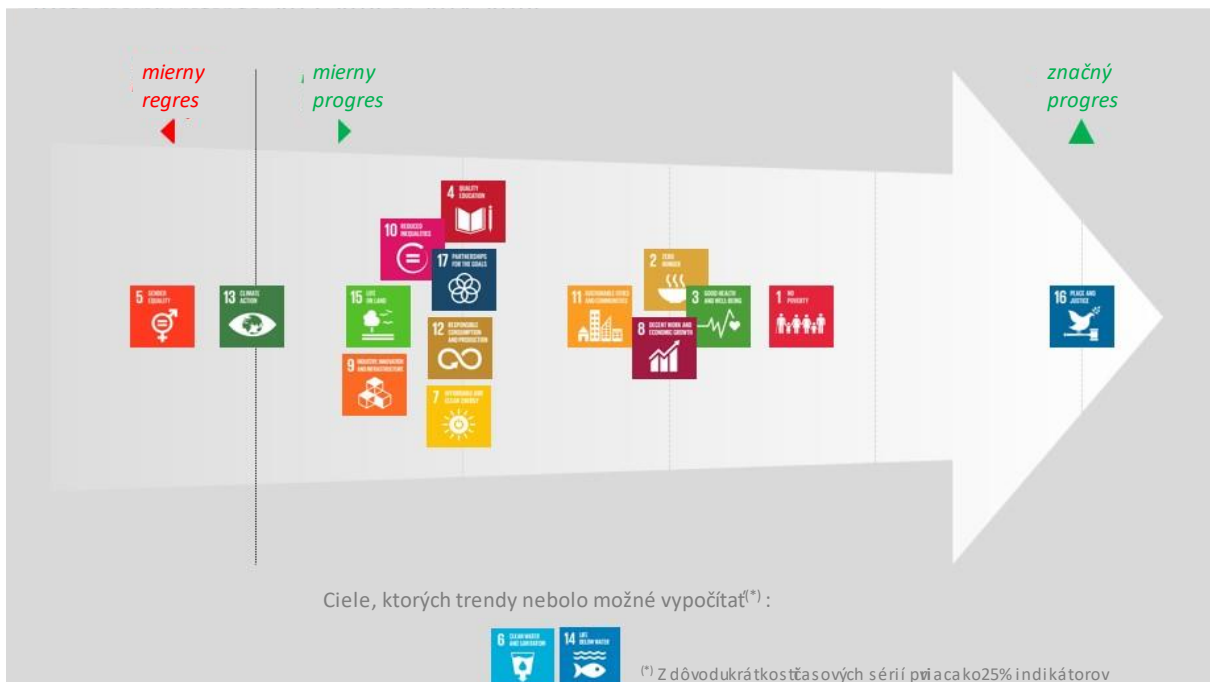 mierny
regres
mierny
progres
značný
progres
4 QUALITY
EDUCATION
10 REDUCED
INEQUALITIES
17 PARTNERSHIPS
FOR THE GOALS
2 ZERO
HUNGER
5 GENDER
EQUALITY
13 CLIMATE
ACTION
15 LIFE
ON LAND
11 SUSTAINABLE CITIES
AND COMMUNITIES
3 GOOD HEALTH
AND WELL-BEING
1 NO
POVERTY
16 PEACE AND
JUSTICE
12 RESPONSIBLE
CONSUMPTION
AND PRODUCTION
8 DECENT WORK AND
ECONOMIC GROWTH
9 INDUSTRY, INNOVATION
AND INFRASTRUCTURE
7 AFFORDABLE AND
CLEAN ENERGY
Ciele, ktorých trendy nebolo možné vypočítať(*) :
6 CLEAN WATER
AND SANITATION
14 LIFE
BELOW WATER
(*) Z dôvodu krátkosti časových sérií pri viac ako 25% indikátorov